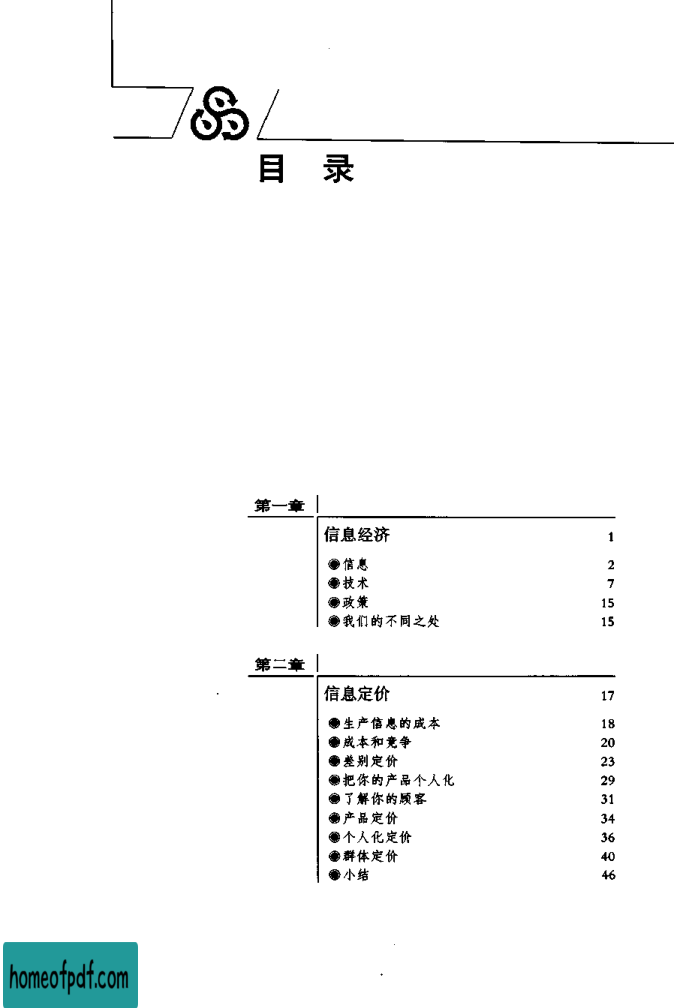 目 录
第一章
信息经济 1
●信息 2
●技术 7
●政策 15
●我们的不同之处 15
第二章
信息定价 17
●生产信息的成本 18
●成本和竞争 20
●差别定价 23
●把你的产品个人化 29
●了解你的顾客 31
●产品定价 34
●个人化定价 36
●群体定价 40
●小结 46
homeofpdf.com